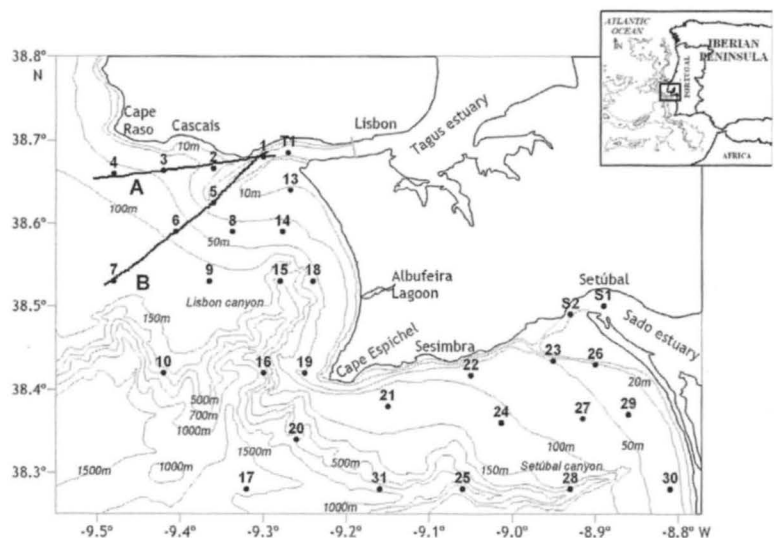 ATLANTIC
OCEAN
IBERIAN
PENINSULA
PORTUGAL
AFRICA
38.8°
N
38.7°
38.6°
38.5°
38.4°
38.3°
Cape
Raso
Cascais
10m
Lisbon
Tagus estuary
1
T1
4
3
2
A
13
5
10m
100m
6
8
14
50m
7
B
9
15
18
Lisbon canyon
150m
Albufeira
Lagoon
Setúbal
S2
S1
Sado estuary
Cape Espichel
Sesimbra
10
16
19
22
23
26
20m
500m
700m
1000m
21
24
27
29
20
1500m
500m
100m
50m
150m
Setúbal canyon
1500m
1000m
17
31
25
28
30
1000m
-9.5°
-9.4°
-9.3°
-9.2°
-9.1°
-9.0°
-8.9°
-8.8° W